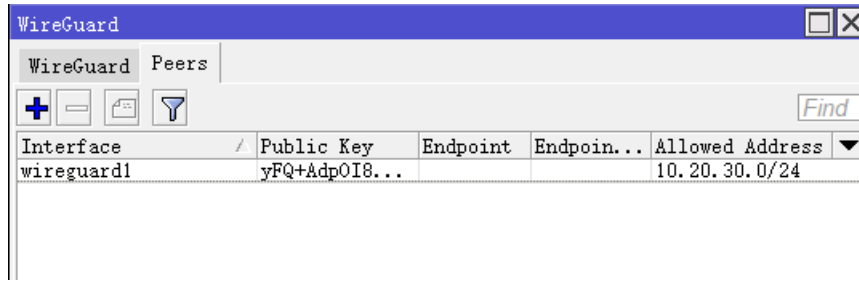 WireGuard
WireGuard Peers
Find
Interface Public Key Endpoint Endpoin... Allowed Address
wireguard1 yFQ+AdpOI8... 10.20.30.0/24